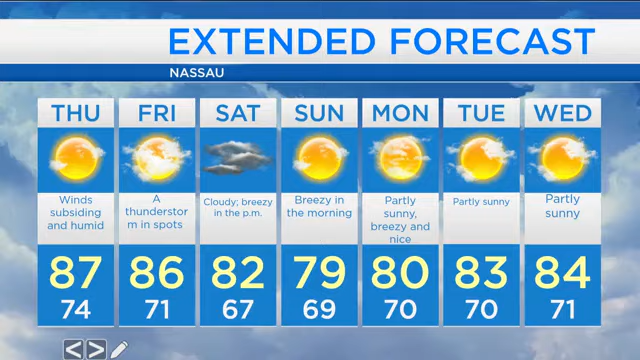 EXTENDED FORECAST
NASSAU
THU FRI SAT SUN MON TUE WED
Winds
subsiding
and humid
A
thunderstor
m in spots
Cloudy; breezy
in the p.m.
Breezy in
the morning
Partly
sunny,
breezy and
nice
Partly sunny
Partly
sunny
87 86 82 79 80 83 84
74 71 67 69 70 70 71